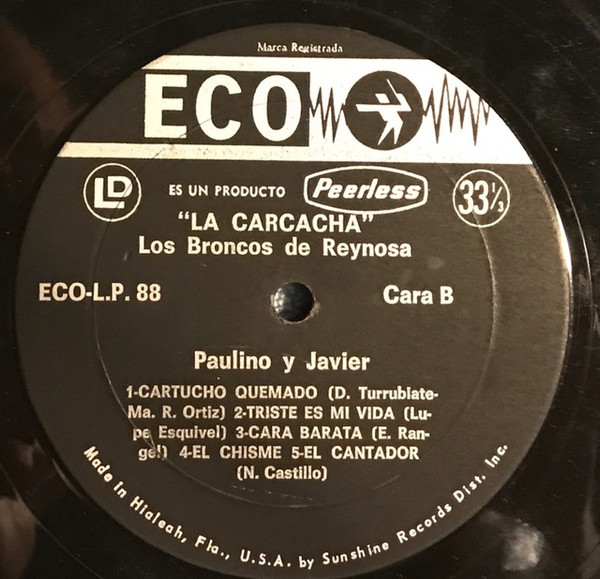 Marca Registrada
ECO
LD ES UN PRODUCTO Peerless 33 1/3
"LA CARCACHA"
Los Broncos de Reynosa
ECO-L.P. 88 Cara B
Paulino y Javier
1-CARTUCHO QUEMADO (D. Turrubiate-
Ma. R. Ortiz) 2-TRISTE ES MI VIDA (Lu-
pe Esquivel) 3-CARA BARATA (E. Ran-
gel) 4-EL CHISME 5-EL CANTADOR
(N. Castillo)
Made in Hialeah, Fla., U.S.A. by Sunshine Records Dist. Inc.